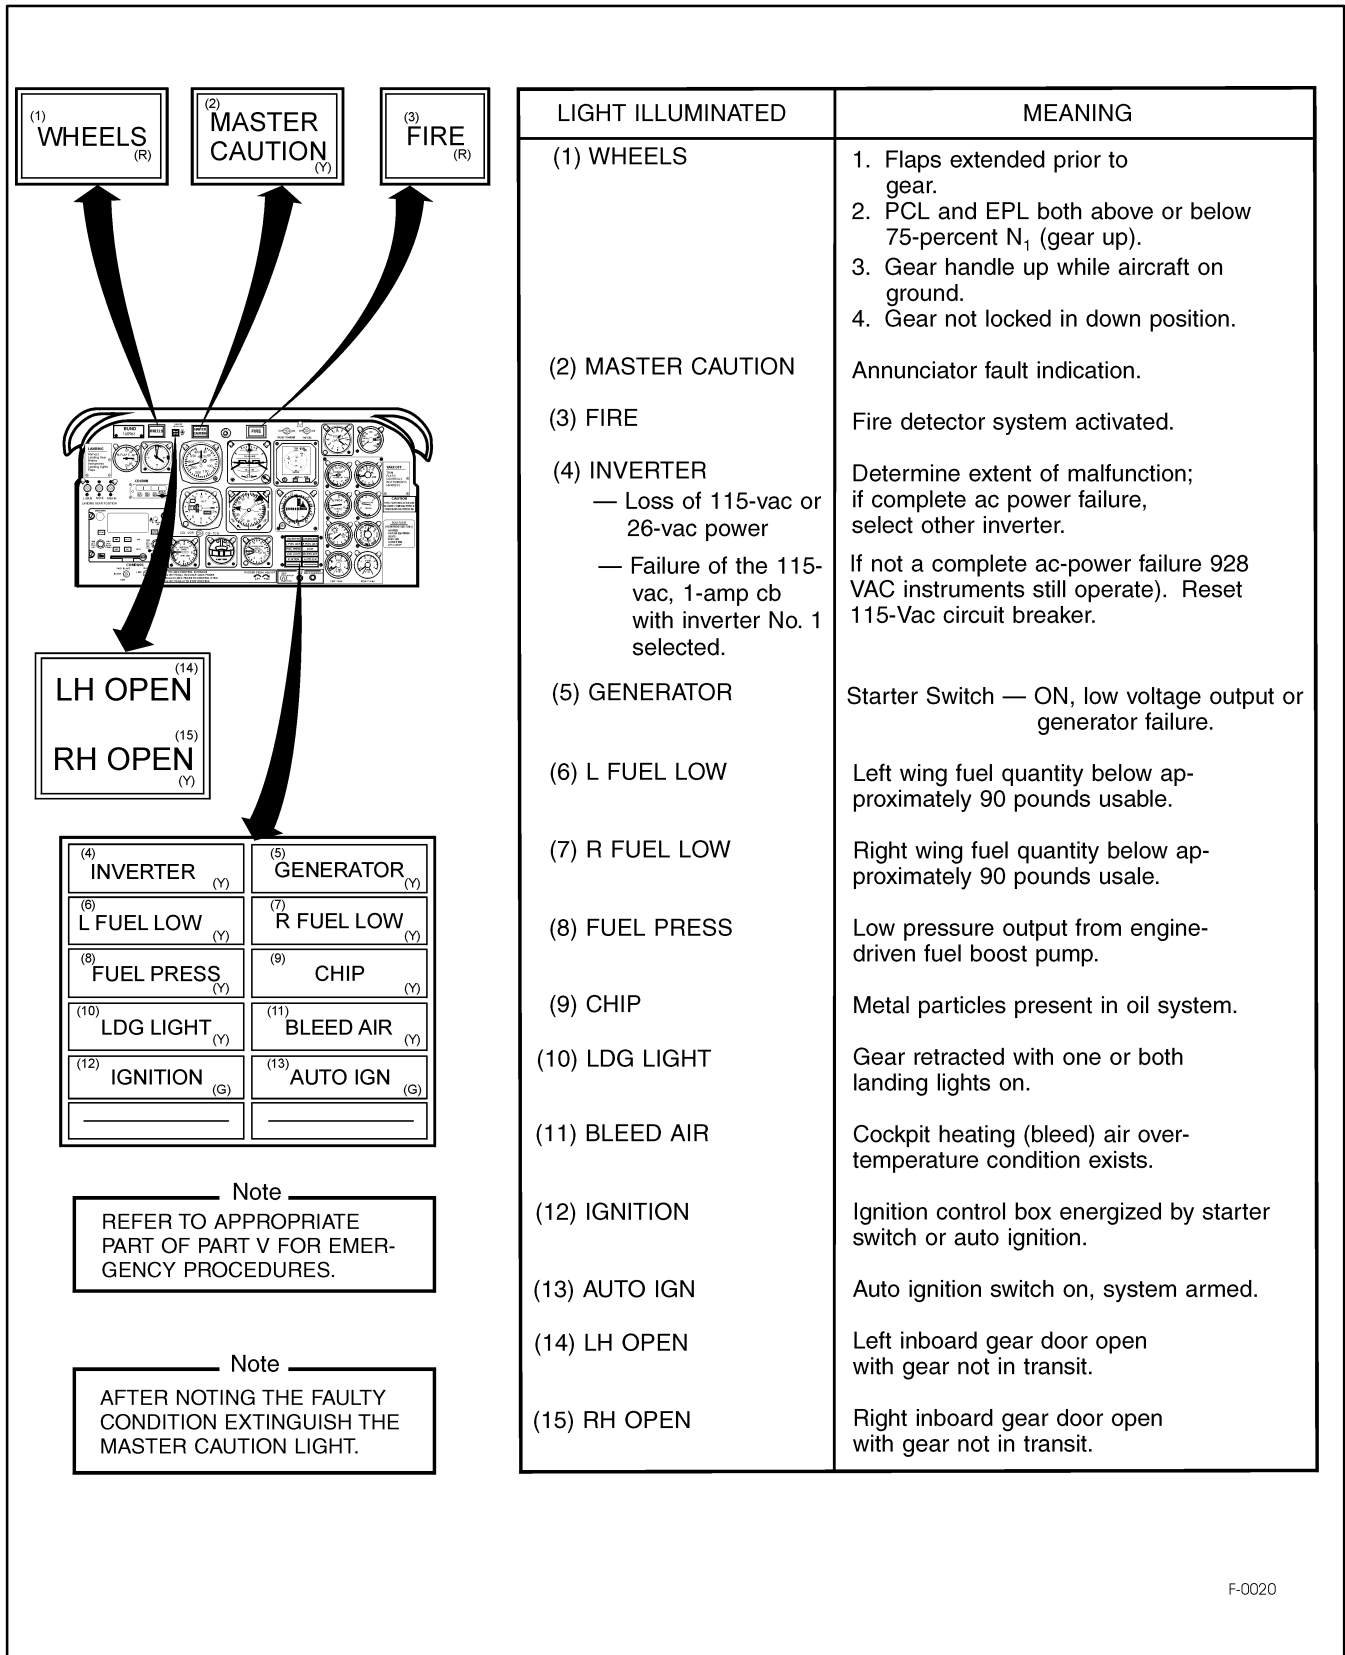 (1)
WHEELS
(R)
(2)
MASTER
CAUTION
(Y)
(3)
FIRE
(R)
LH OPEN
(14)
RH OPEN
(15)
(Y)
(4)
INVERTER
(Y)
(5)
GENERATOR
(Y)
(6)
L FUEL LOW
(Y)
(7)
R FUEL LOW
(Y)
(8)
FUEL PRESS
(Y)
(9)
CHIP
(Y)
(10)
LDG LIGHT
(Y)
(11)
BLEED AIR
(Y)
(12)
IGNITION
(G)
(13)
AUTO IGN
(G)
Note
REFER TO APPROPRIATE
PART OF PART V FOR EMER-
GENCY PROCEDURES.
Note
AFTER NOTING THE FAULTY
CONDITION EXTINGUISH THE
MASTER CAUTION LIGHT.
LIGHT ILLUMINATED
MEANING
(1) WHEELS
1. Flaps extended prior to
gear.
2. PCL and EPL both above or below
75-percent N1 (gear up).
3. Gear handle up while aircraft on
ground.
4. Gear not locked in down position.
(2) MASTER CAUTION
Annunciator fault indication.
(3) FIRE
Fire detector system activated.
(4) INVERTER
— Loss of 115-vac or
26-vac power
Determine extent of malfunction;
if complete ac power failure,
select other inverter.
— Failure of the 115-
vac, 1-amp cb
with inverter No. 1
selected.
If not a complete ac-power failure 928
VAC instruments still operate). Reset
115-Vac circuit breaker.
(5) GENERATOR
Starter Switch — ON, low voltage output or
generator failure.
(6) L FUEL LOW
Left wing fuel quantity below ap-
proximately 90 pounds usable.
(7) R FUEL LOW
Right wing fuel quantity below ap-
proximately 90 pounds usale.
(8) FUEL PRESS
Low pressure output from engine-
driven fuel boost pump.
(9) CHIP
Metal particles present in oil system.
(10) LDG LIGHT
Gear retracted with one or both
landing lights on.
(11) BLEED AIR
Cockpit heating (bleed) air over-
temperature condition exists.
(12) IGNITION
Ignition control box energized by starter
switch or auto ignition.
(13) AUTO IGN
Auto ignition switch on, system armed.
(14) LH OPEN
Left inboard gear door open
with gear not in transit.
(15) RH OPEN
Right inboard gear door open
with gear not in transit.
F-0020